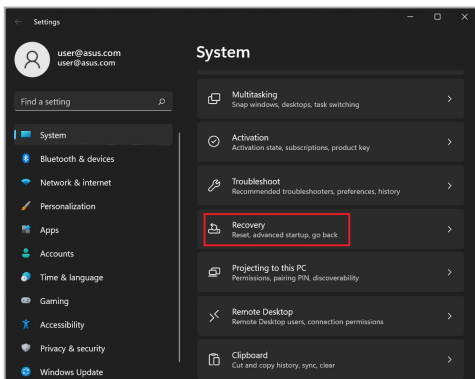 Settings
user@asus.com
user@asus.com
Find a setting
System
Bluetooth & devices
Network & internet
Personalization
Apps
Accounts
Time & language
Gaming
Accessibility
Privacy & security
Windows Update
System
Multitasking
Snap windows, desktops, task switching
Activation
Activation state, subscriptions, product key
Troubleshoot
Recommended troubleshooters, preferences, history
Recovery
Reset, advanced startup, go back
Projecting to this PC
Permissions, pairing PIN, discoverability
Remote Desktop
Remote Desktop users, connection permissions
Clipboard
Cut and copy history, sync, clear